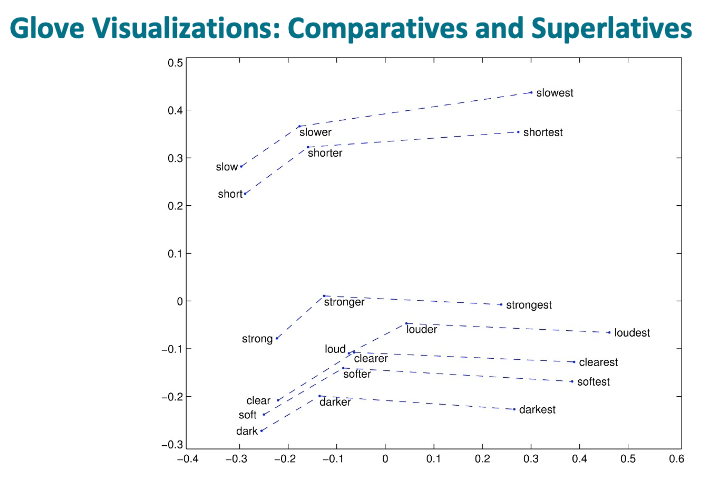 Glove Visualizations: Comparatives and Superlatives
0.5
0.4
slowest
slower
shortest
0.3
shorter
slow
short
0.2
0.1
0
stronger
strongest
louder
loudest
strong
−0.1
loud
clearer
clearest
softer
softest
−0.2
clear
darker
darkest
soft
dark
−0.3
−0.4 −0.3 −0.2 −0.1 0 0.1 0.2 0.3 0.4 0.5 0.6